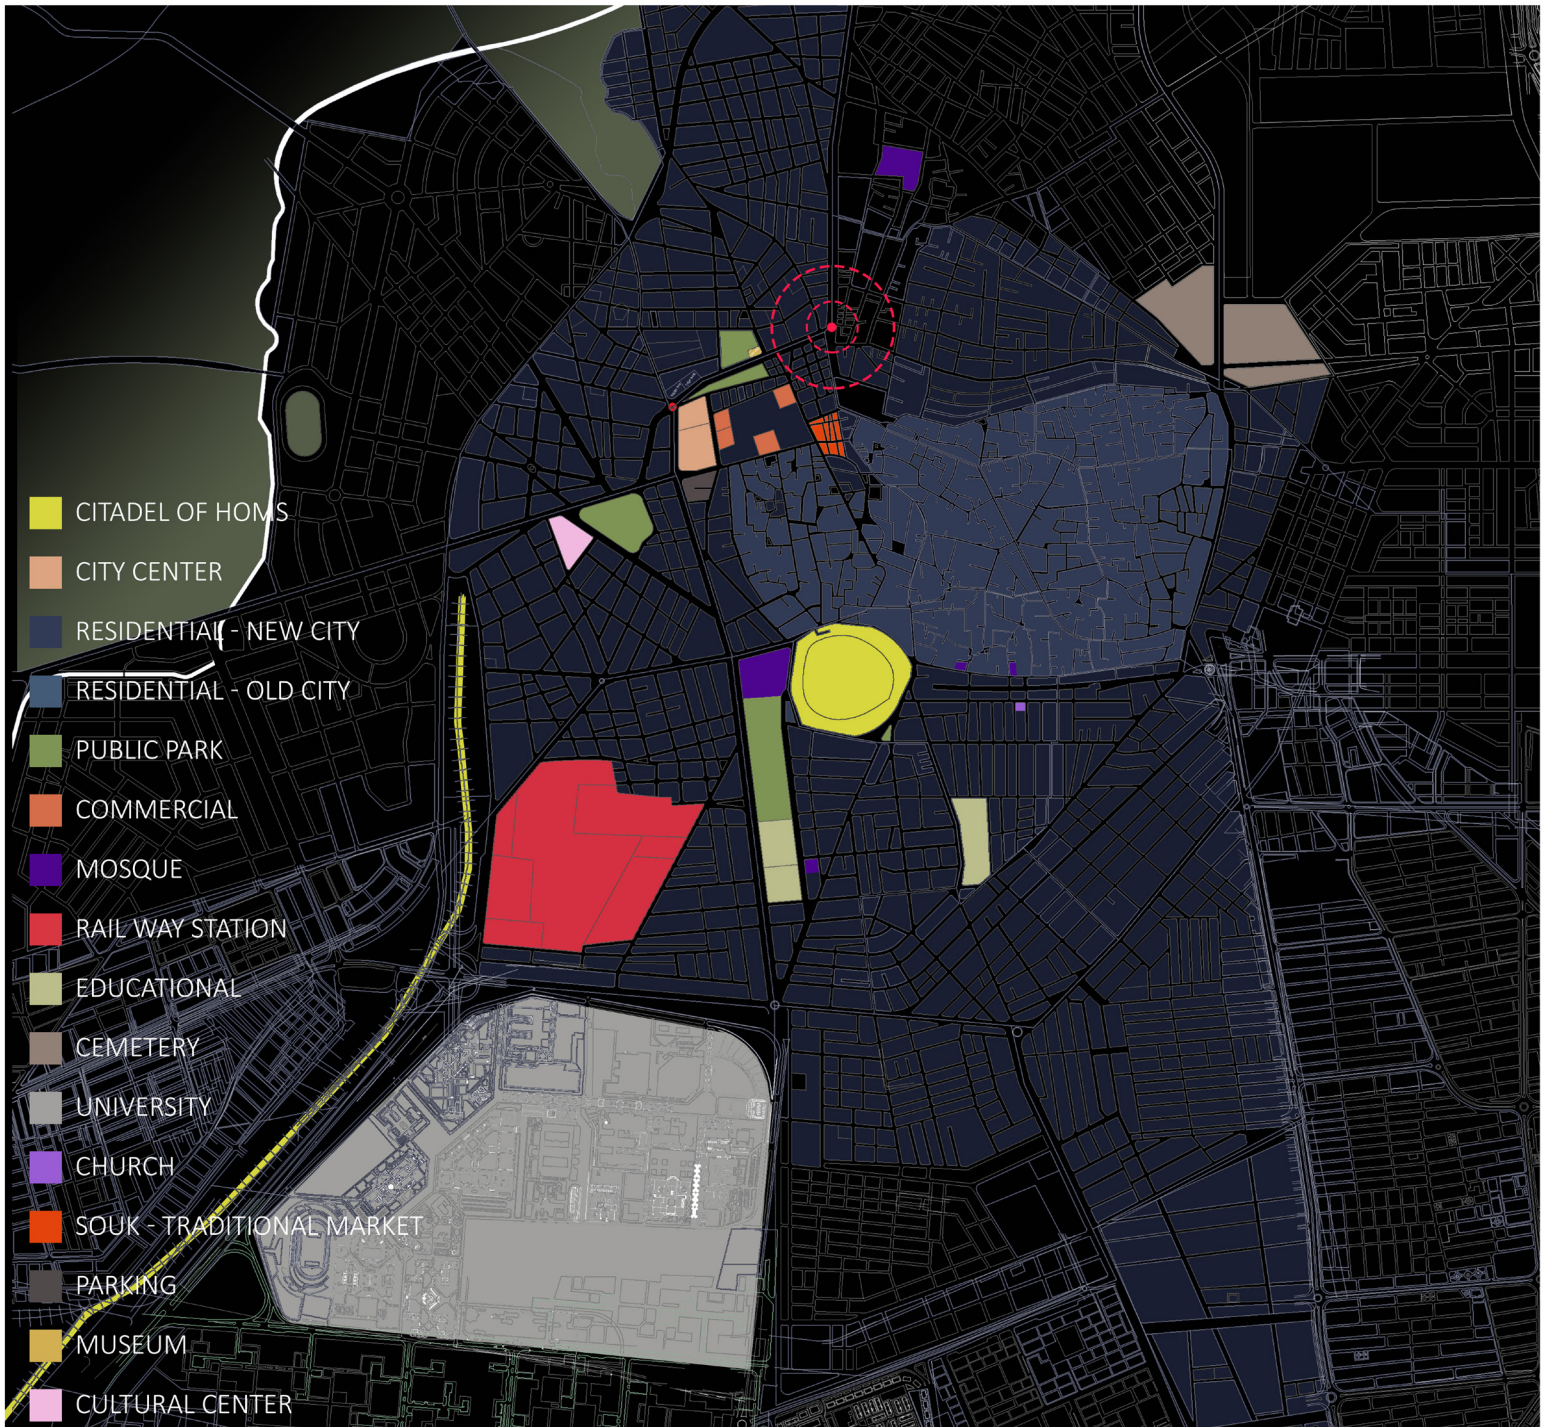 CITADEL OF HOMS
CITY CENTER
RESIDENTIAL - NEW CITY
RESIDENTIAL - OLD CITY
PUBLIC PARK
COMMERCIAL
MOSQUE
RAIL WAY STATION
EDUCATIONAL
CEMETERY
UNIVERSITY
CHURCH
SOUK - TRADITIONAL MARKET
PARKING
MUSEUM
CULTURAL CENTER